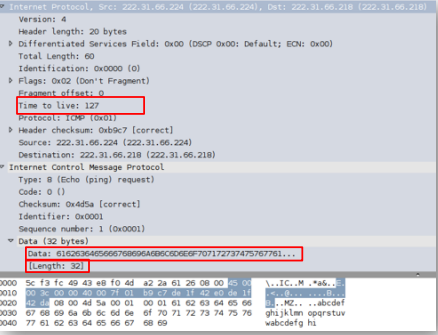 Internet Protocol, Src: 222.31.66.224 (222.31.66.224), Dst: 222.31.66.218 (222.31.66.218)
Version: 4
Header length: 20 bytes
Differentiated Services Field: 0x00 (DSCP 0x00: Default; ECN: 0x00)
Total Length: 60
Identification: 0x0000 (0)
Flags: 0x02 (Don't Fragment)
Fragment offset: 0
Time to live: 127
Protocol: ICMP (0x01)
Header checksum: 0xb9c7 [correct]
Source: 222.31.66.224 (222.31.66.224)
Destination: 222.31.66.218 (222.31.66.218)
Internet Control Message Protocol
Type: 8 (Echo (ping) request)
Code: 0 ()
Checksum: 0x4d5a [correct]
Identifier: 0x0001
Sequence number: 1 (0x0001)
Data (32 bytes)
Data: 6162636465666768696A6B6C6D6E6F707172737475767761...
[Length: 32]
0000 5c f3 fc 49 43 e8 f0 4d a2 2a 61 26 08 00 45 00 \..IC..M .*a&..E.
0010 00 3c 00 00 40 00 7f 01 b9 c7 de 1f 42 e0 de 1f .<..@... ....B...
0020 42 da 08 00 4d 5a 00 01 00 01 61 62 63 64 65 66 B...MZ.. ..abcdef
0030 67 68 69 6a 6b 6c 6d 6e 6f 70 71 72 73 74 75 76 ghijklmn opqrstuv
0040 77 61 62 63 64 65 66 67 68 69 wabcdefg hi